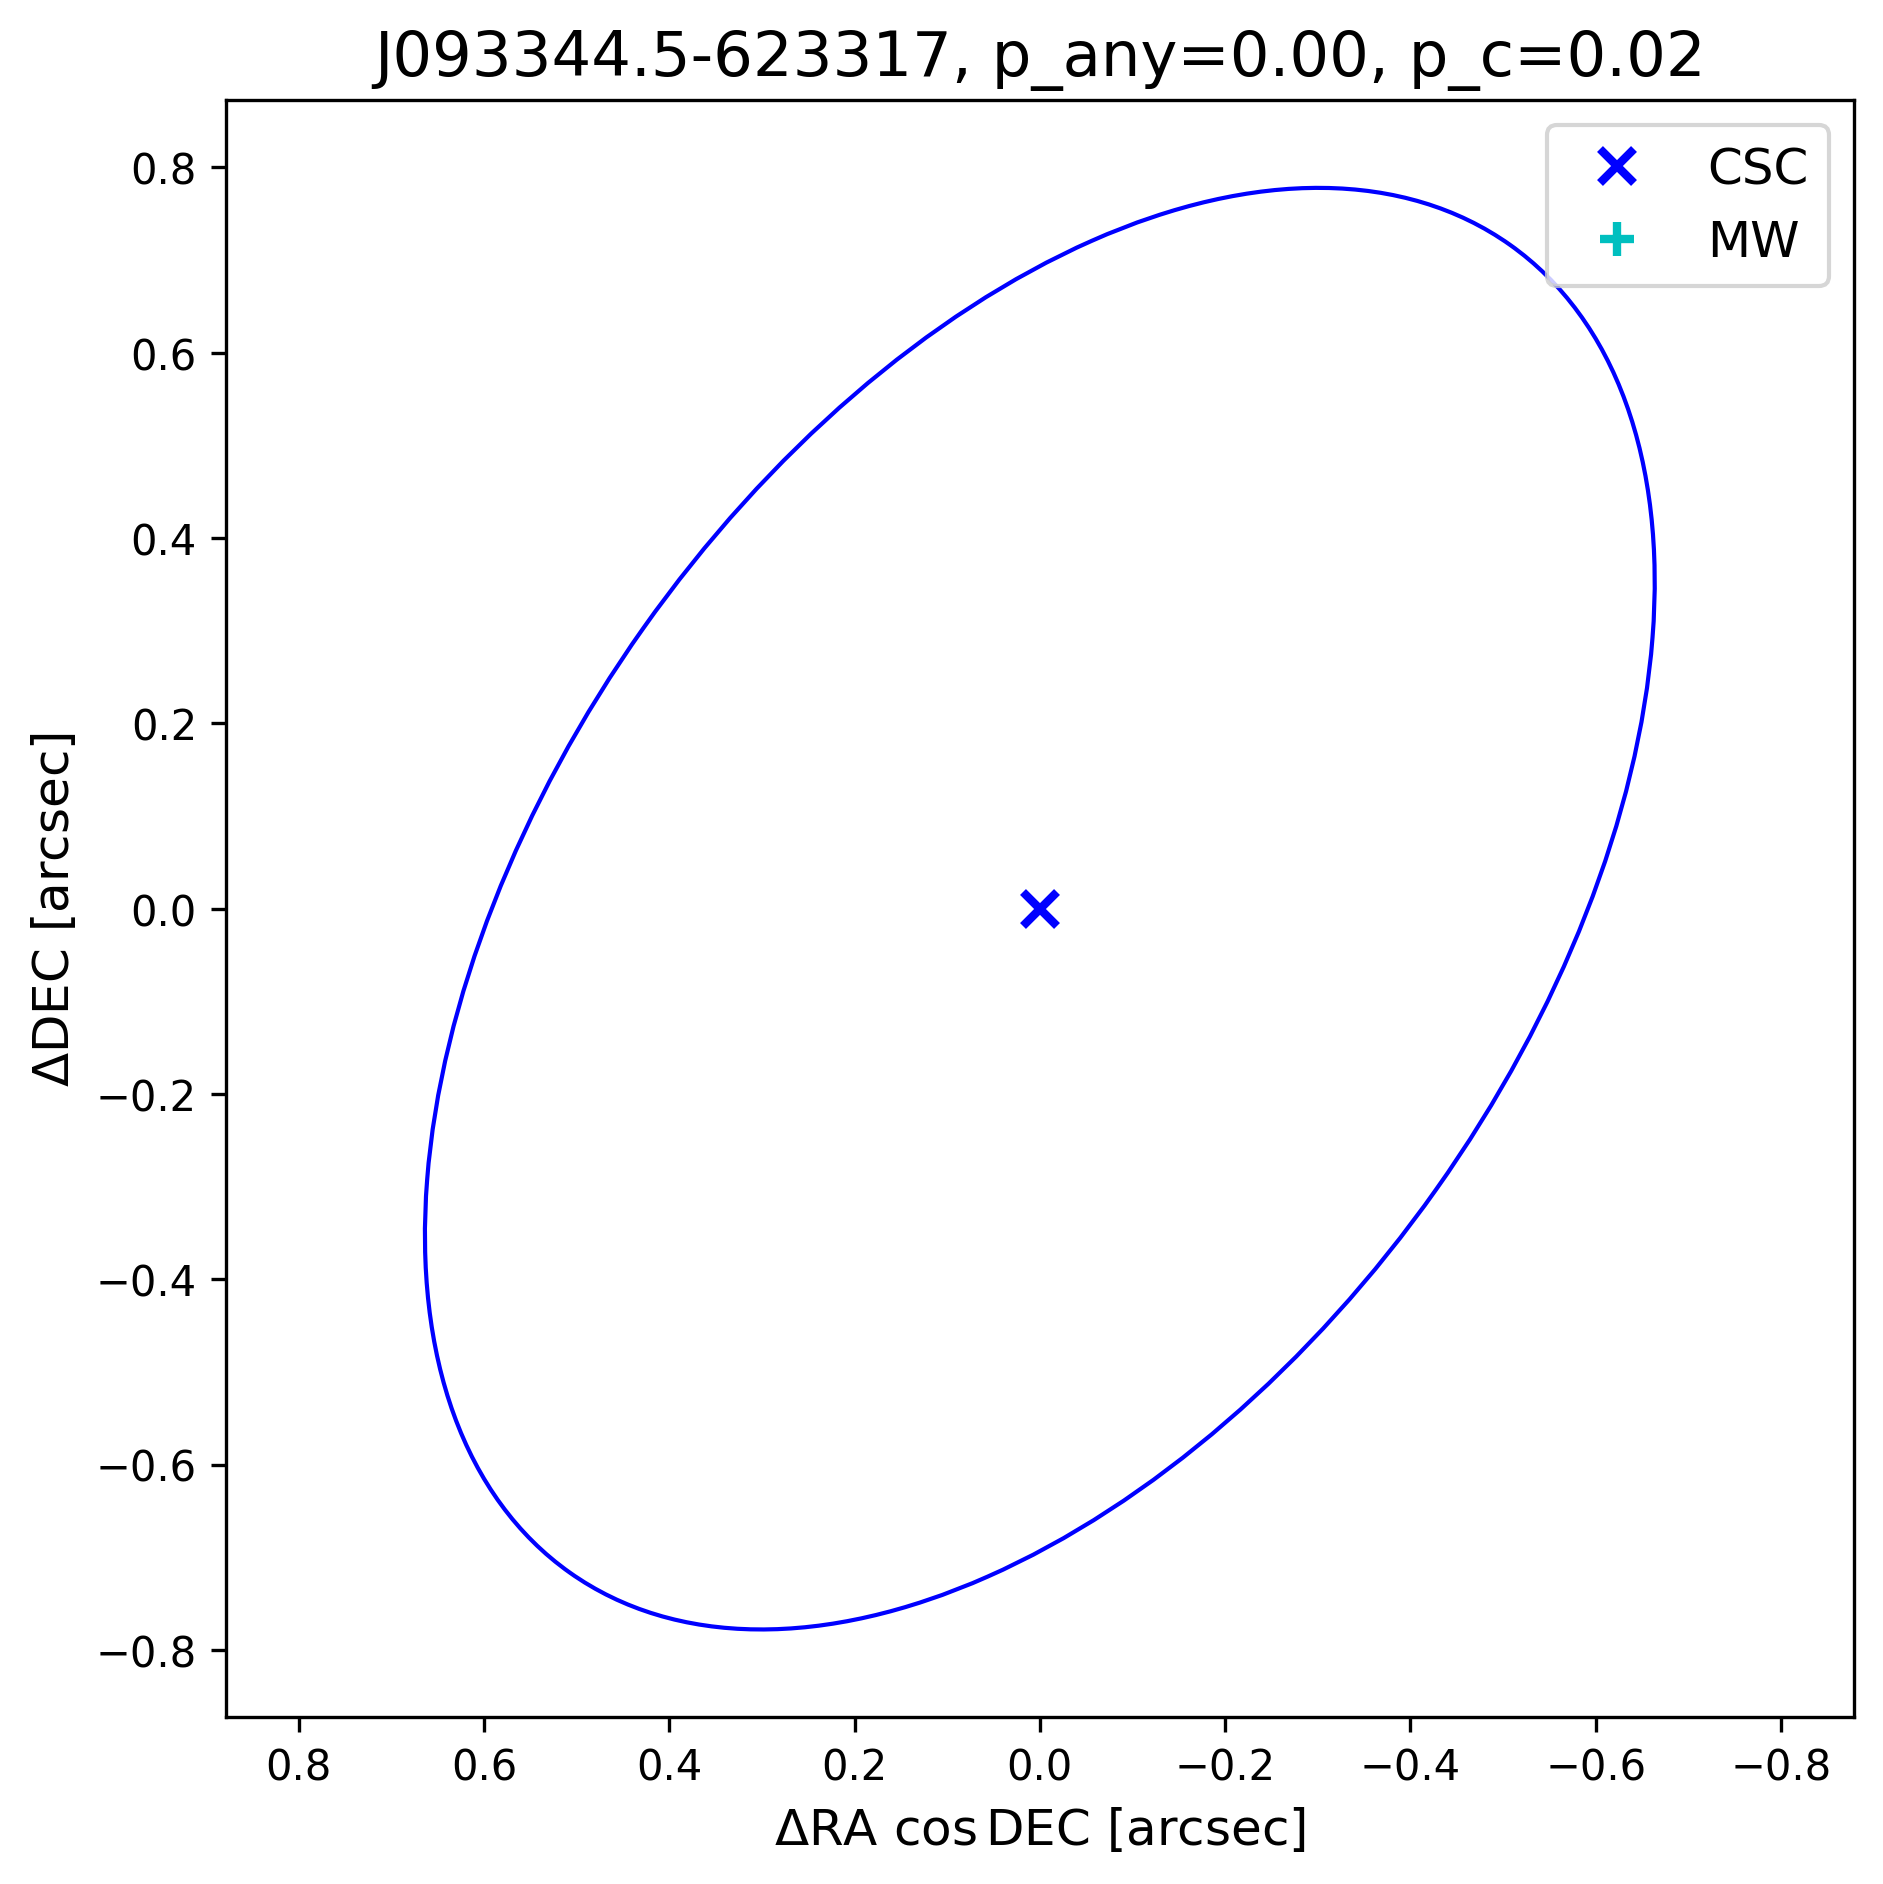 J093344.5-623317, p_any=0.00, p_c=0.02
CSC
MW
0.8
0.6
0.4
0.2
0.0
−0.2
−0.4
−0.6
−0.8
ΔDEC [arcsec]
0.8 0.6 0.4 0.2 0.0 −0.2 −0.4 −0.6 −0.8
ΔRA cos DEC [arcsec]